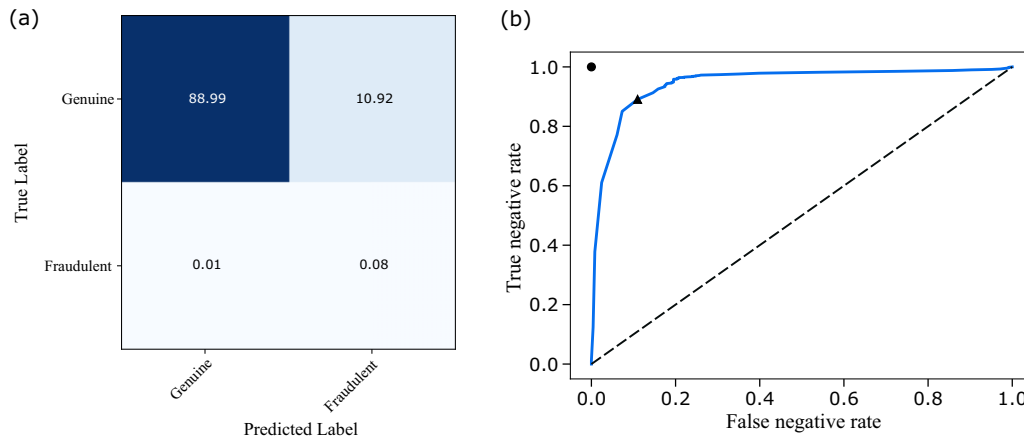 (a)
Genuine
88.99
10.92
True Label
Fraudulent
0.01
0.08
Genuine
Fraudulent
Predicted Label
(b)
1.0
0.8
0.6
0.4
0.2
0.0
True negative rate
0.0
0.2
0.4
0.6
0.8
1.0
False negative rate